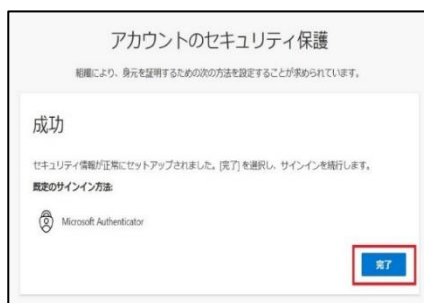 アカウントのセキュリティ保護
組織により、身元を証明するための次の方法を設定することが求められています。
成功
セキュリティ情報が正常にセットアップされました。[完了] を選択し、サインインを続行します。
既定のサインイン方法:
Microsoft Authenticator
完了